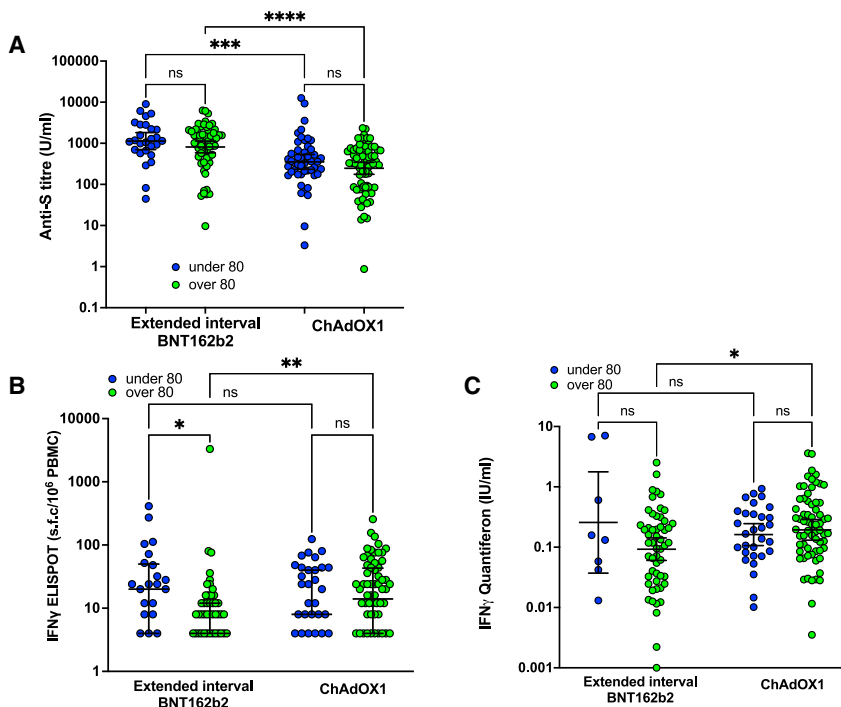 A
****
***
ns
ns
100000
10000
1000
100
10
1
0.1
Anti-S titre (U/ml)
under 80
over 80
Extended interval
BNT162b2
ChAdOX1
B
under 80
over 80
**
ns
*
ns
10000
1000
100
10
1
IFNγ ELISPOT (s.f.c/10⁶ PBMC)
Extended interval
BNT162b2
ChAdOX1
C
under 80
over 80
*
ns
ns
ns
10
1
0.1
0.01
0.001
IFNγ Quantiferon (IU/ml)
Extended interval
BNT162b2
ChAdOX1